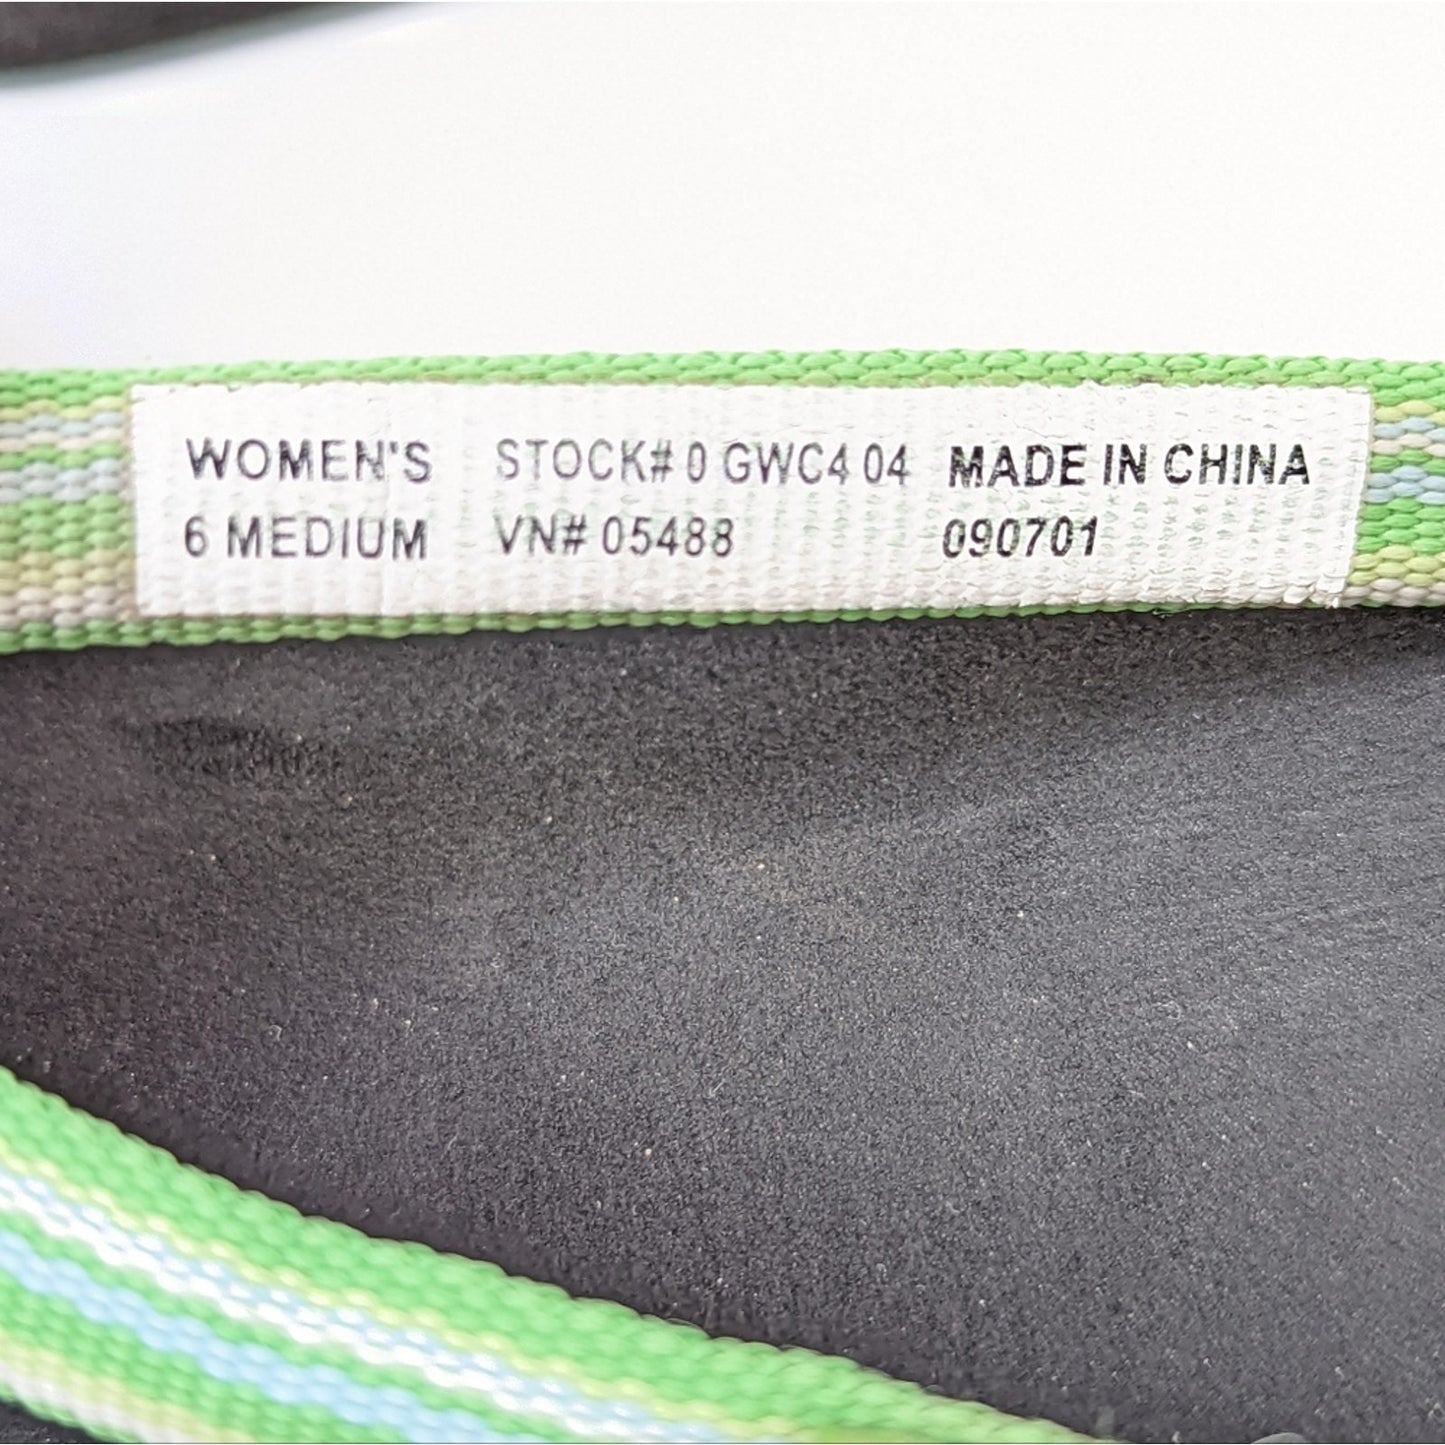 WOMEN'S STOCK# 0 GWC4 04 MADE IN CHINA
6 MEDIUM VN# 05488 090701